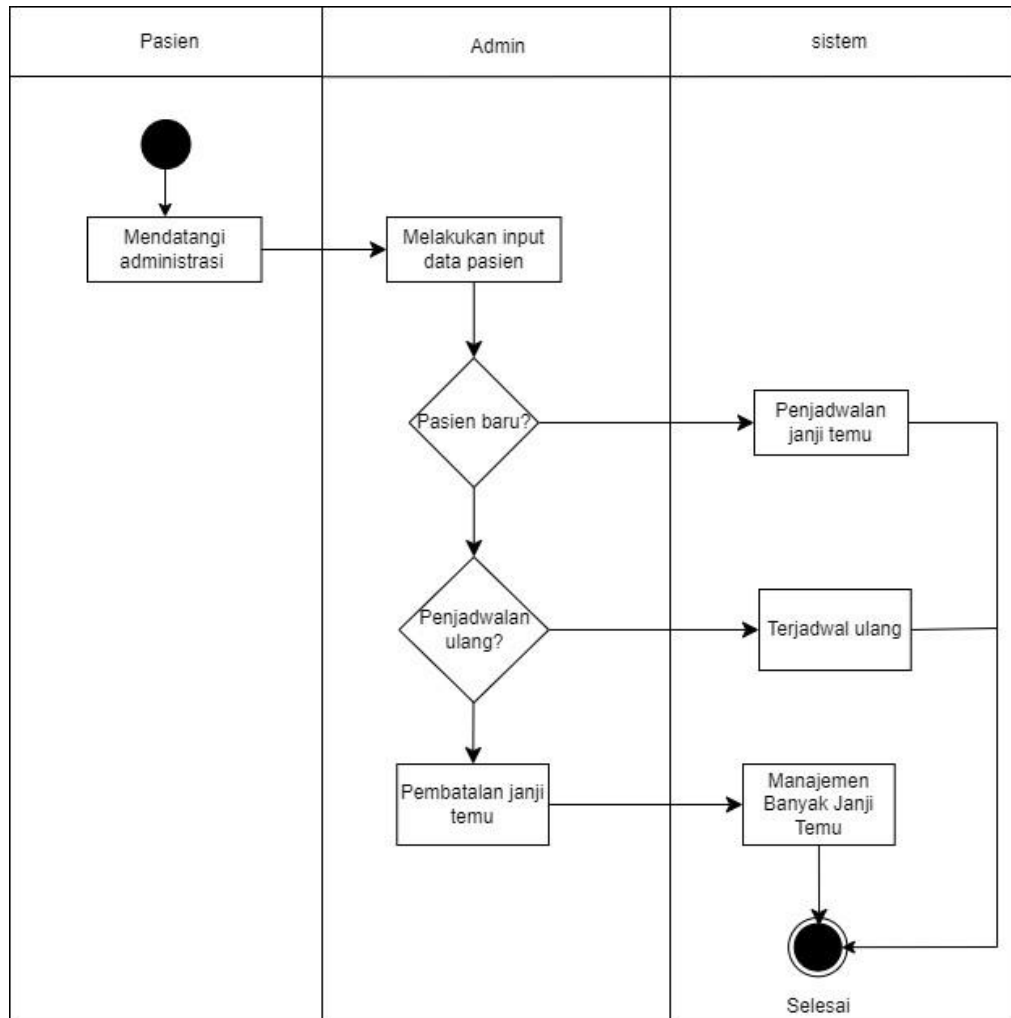 Pasien
Admin
sistem
Mendatangi
administrasi
Melakukan input
data pasien
Pasien baru?
Penjadwalan
janji temu
Penjadwalan
ulang?
Terjadwal ulang
Pembatalan janji
temu
Manajemen
Banyak Janji
Temu
Selesai